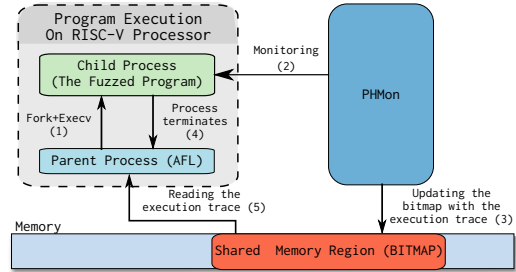 Program Execution
On RISC-V Processor
Child Process
(The Fuzzed Program)
Monitoring
(2)
PHMon
Fork+Execv
(1)
Process
terminates
(4)
Parent Process (AFL)
Reading the
execution trace (5)
Updating the
bitmap with the
execution trace (3)
Memory
Shared Memory Region (BITMAP)